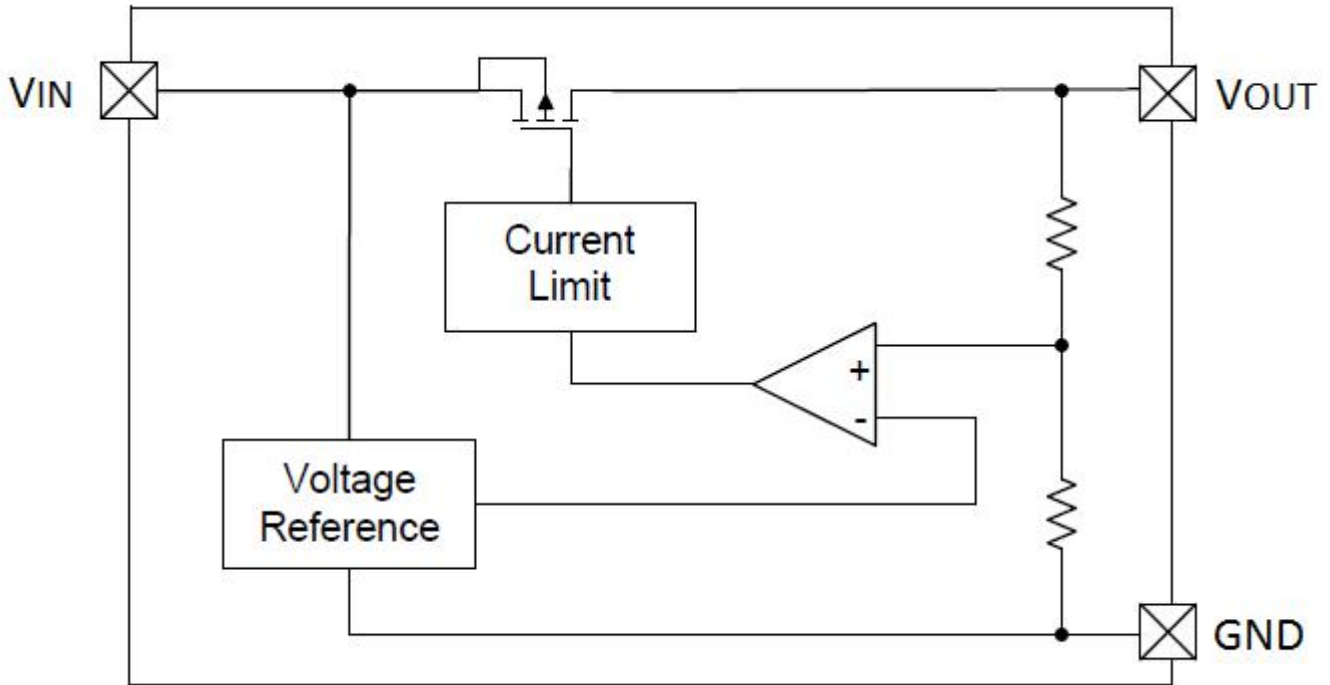 VIN
VOUT
Current
Limit
+
-
Voltage
Reference
GND